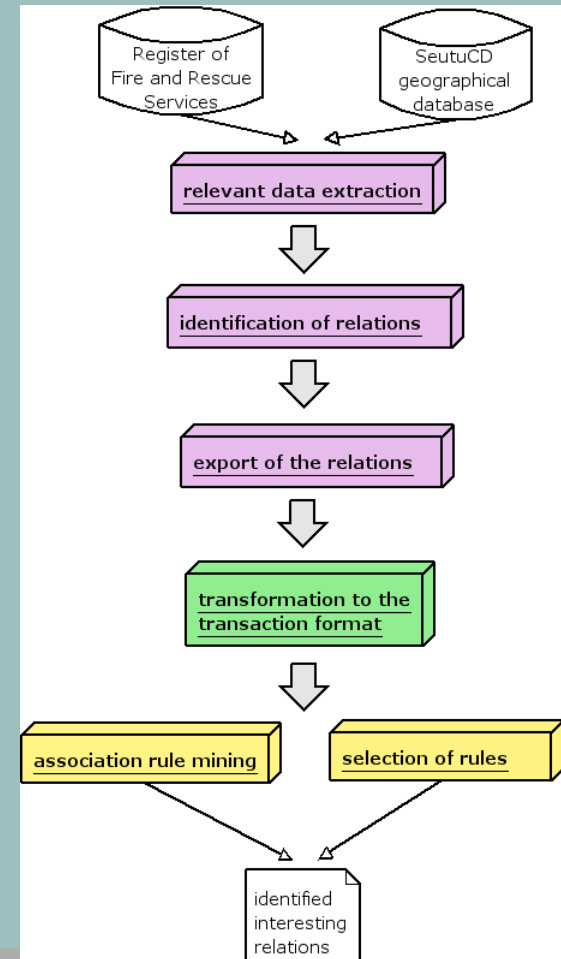 Register of
Fire and Rescue
Services
SeutuCD
geographical
database
relevant data extraction
identification of relations
export of the relations
transformation to the
transaction format
association rule mining
selection of rules
identified
interesting
relations